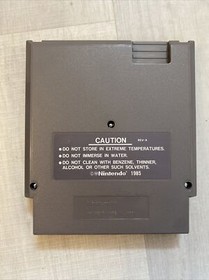 CAUTION
REV-A
• DO NOT STORE IN EXTREME TEMPERATURES.
• DO NOT IMMERSE IN WATER.
• DO NOT CLEAN WITH BENZENE, THINNER,
ALCOHOL OR OTHER SUCH SOLVENTS.
©®Nintendo® 1985